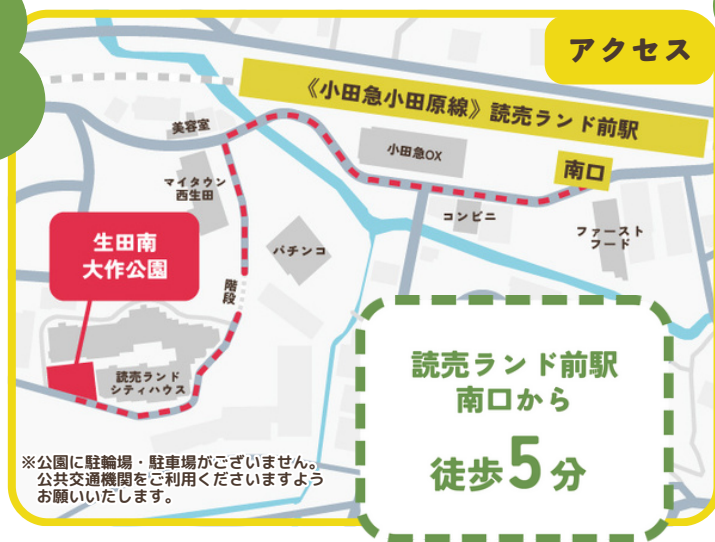 アクセス
《小田急小田原線》読売ランド前駅
南口
美容室
小田急OX
マイタウン
西生田
コンビニ
ファースト
フード
生田南
大作公園
パチンコ
階段
読売ランド
シティハウス
読売ランド前駅
南口から
徒歩5分
※公園に駐輪場・駐車場がございません。
公共交通機関をご利用くださいますよう
お願いいたします。